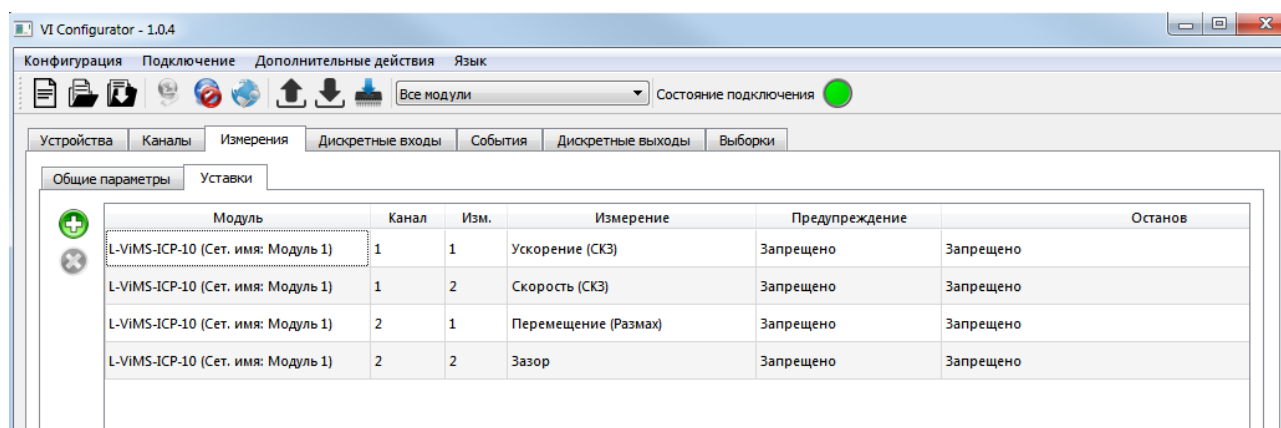 VI Configurator - 1.0.4
Конфигурация Подключение Дополнительные действия Язык
Все модули Состояние подключения
Устройства Каналы Измерения Дискретные входы События Дискретные выходы Выборки
Общие параметры Уставки
Модуль Канал Изм. Измерение Предупреждение Останов
L-ViMS-ICP-10 (Сет. имя: Модуль 1) 1 1 Ускорение (СКЗ) Запрещено Запрещено
L-ViMS-ICP-10 (Сет. имя: Модуль 1) 1 2 Скорость (СКЗ) Запрещено Запрещено
L-ViMS-ICP-10 (Сет. имя: Модуль 1) 2 1 Перемещение (Размах) Запрещено Запрещено
L-ViMS-ICP-10 (Сет. имя: Модуль 1) 2 2 Зазор Запрещено Запрещено